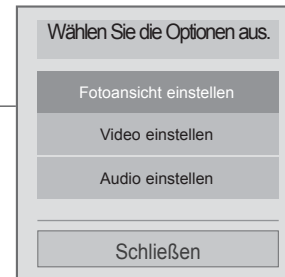 Wählen Sie die Optionen aus.
Fotoansicht einstellen
Video einstellen
Audio einstellen
Schließen